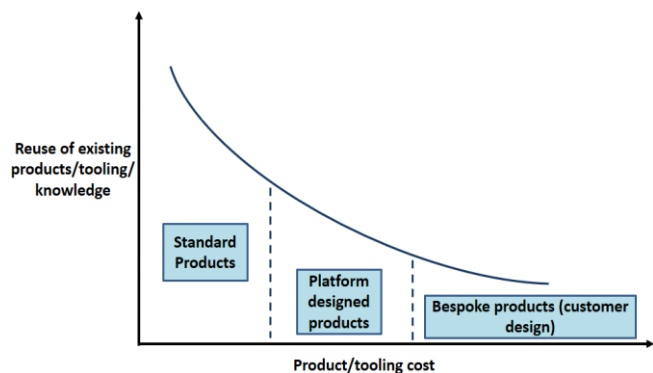 Reuse of existing
products/tooling/
knowledge
Standard
Products
Platform
designed
products
Bespoke products (customer
design)
Product/tooling cost